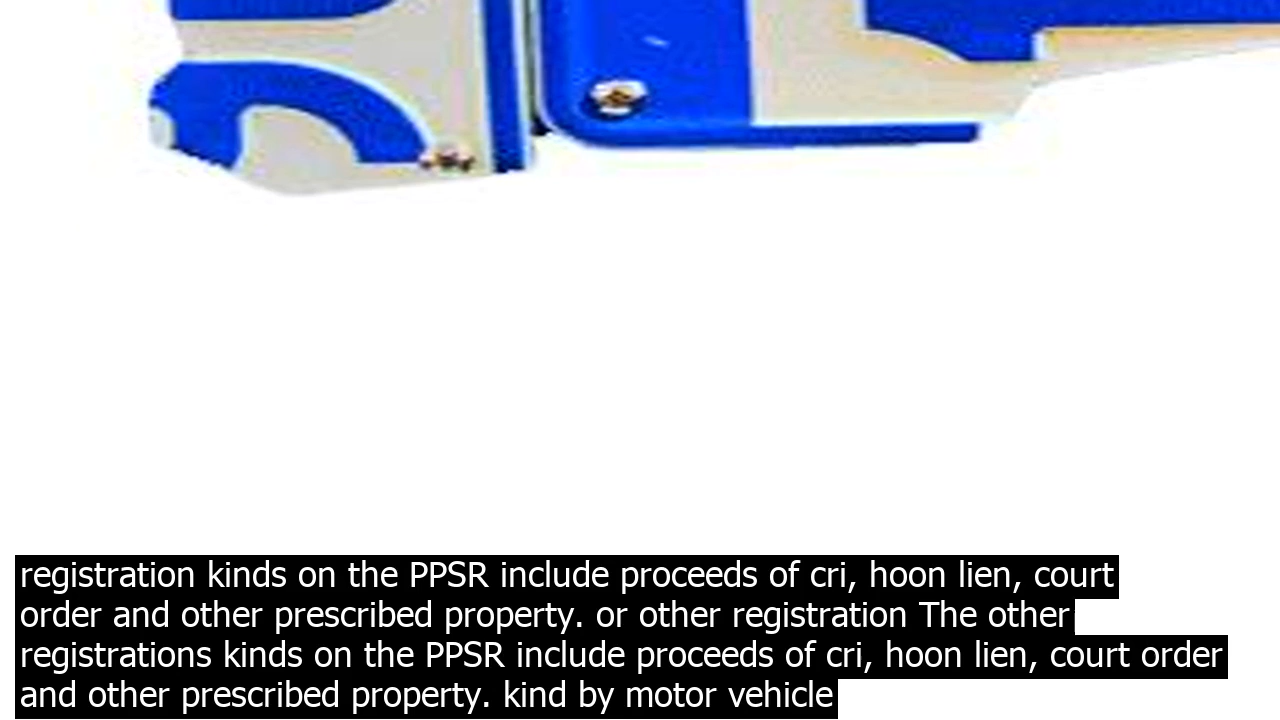 registration kinds on the PPSR include proceeds of cri, hoon lien, court
order and other prescribed property. or other registration The other
registrations kinds on the PPSR include proceeds of cri, hoon lien, court order
and other prescribed property. kind by motor vehicle